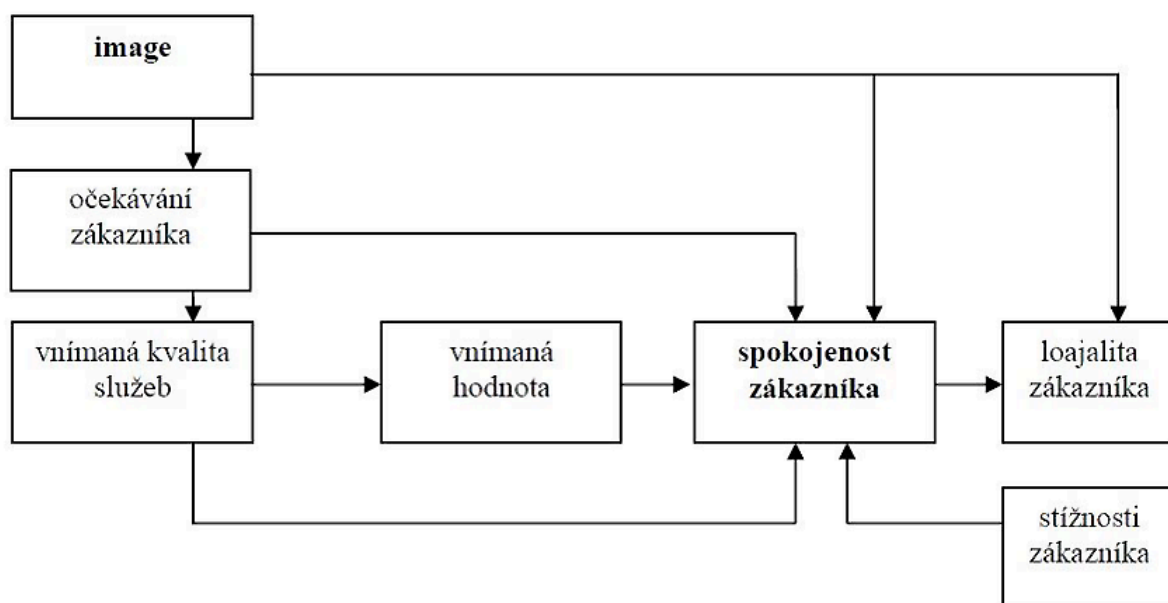 image
očekávání
zákazníka
vnímaná kvalita
služeb
vnímaná
hodnota
spokojenost
zákazníka
loajalita
zákazníka
stížnosti
zákazníka